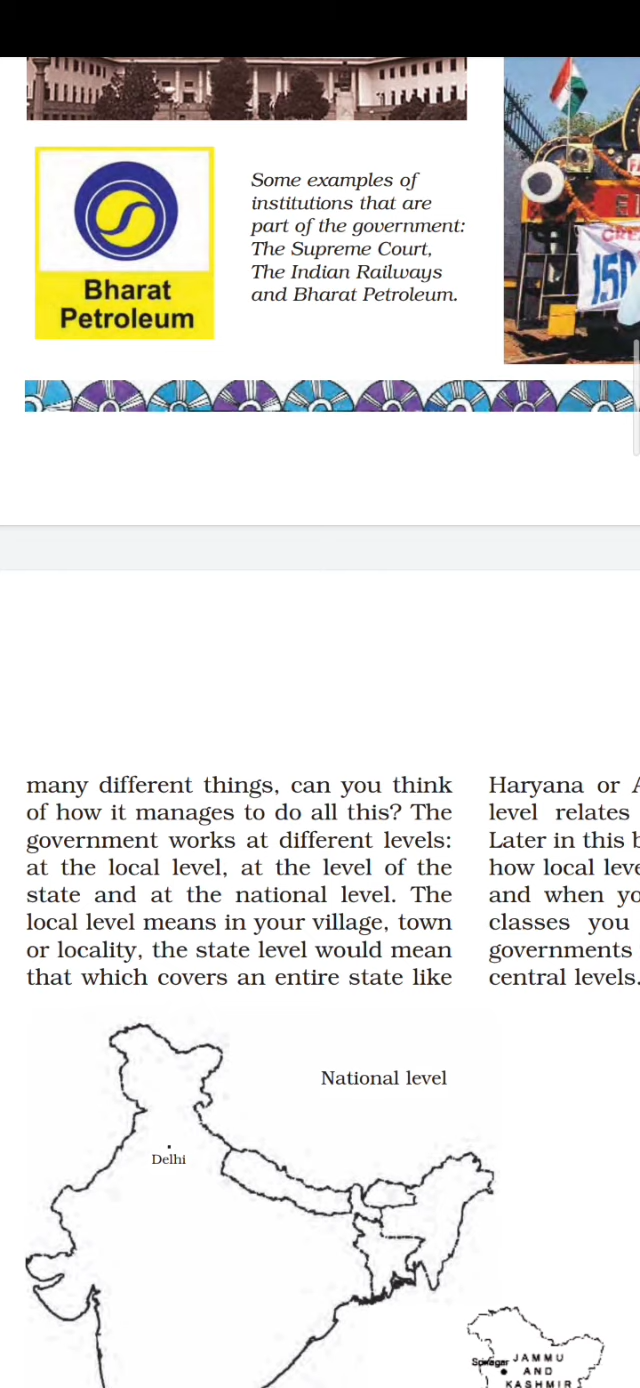 Bharat
Petroleum
Some examples of
institutions that are
part of the government:
The Supreme Court,
The Indian Railways
and Bharat Petroleum.
150
many different things, can you think
of how it manages to do all this? The
government works at different levels:
at the local level, at the level of the
state and at the national level. The
local level means in your village, town
or locality, the state level would mean
that which covers an entire state like
Haryana or A
level relates
Later in this b
how local leve
and when yo
classes you
governments
central levels.
National level
Delhi
Srinagar
JAMMU
AND
KASHMIR